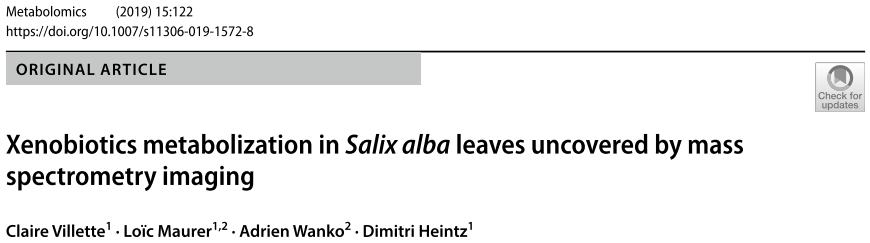 Metabolomics (2019) 15:122
https://doi.org/10.1007/s11306-019-1572-8
ORIGINAL ARTICLE
Check for
updates
Xenobiotics metabolization in Salix alba leaves uncovered by mass
spectrometry imaging
Claire Villette1 · Loïc Maurer1,2 · Adrien Wanko2 · Dimitri Heintz1